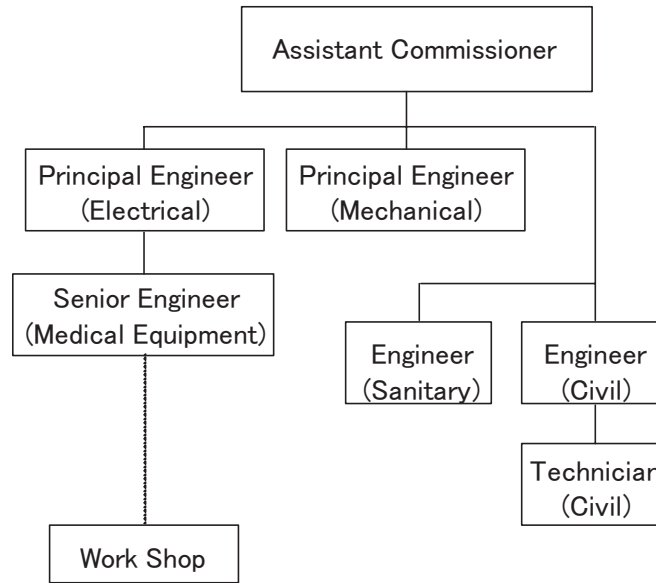 Assistant Commissioner
Principal Engineer
(Electrical)
Principal Engineer
(Mechanical)
Senior Engineer
(Medical Equipment)
Engineer
(Sanitary)
Engineer
(Civil)
Technician
(Civil)
Work Shop